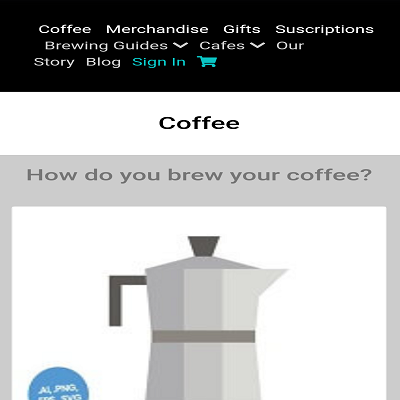 Coffee Merchandise Gifts Suscriptions
Brewing Guides Cafes Our
Story Blog Sign In
Coffee
How do you brew your coffee?
.AI, .PNG,
.EPS, .SVG